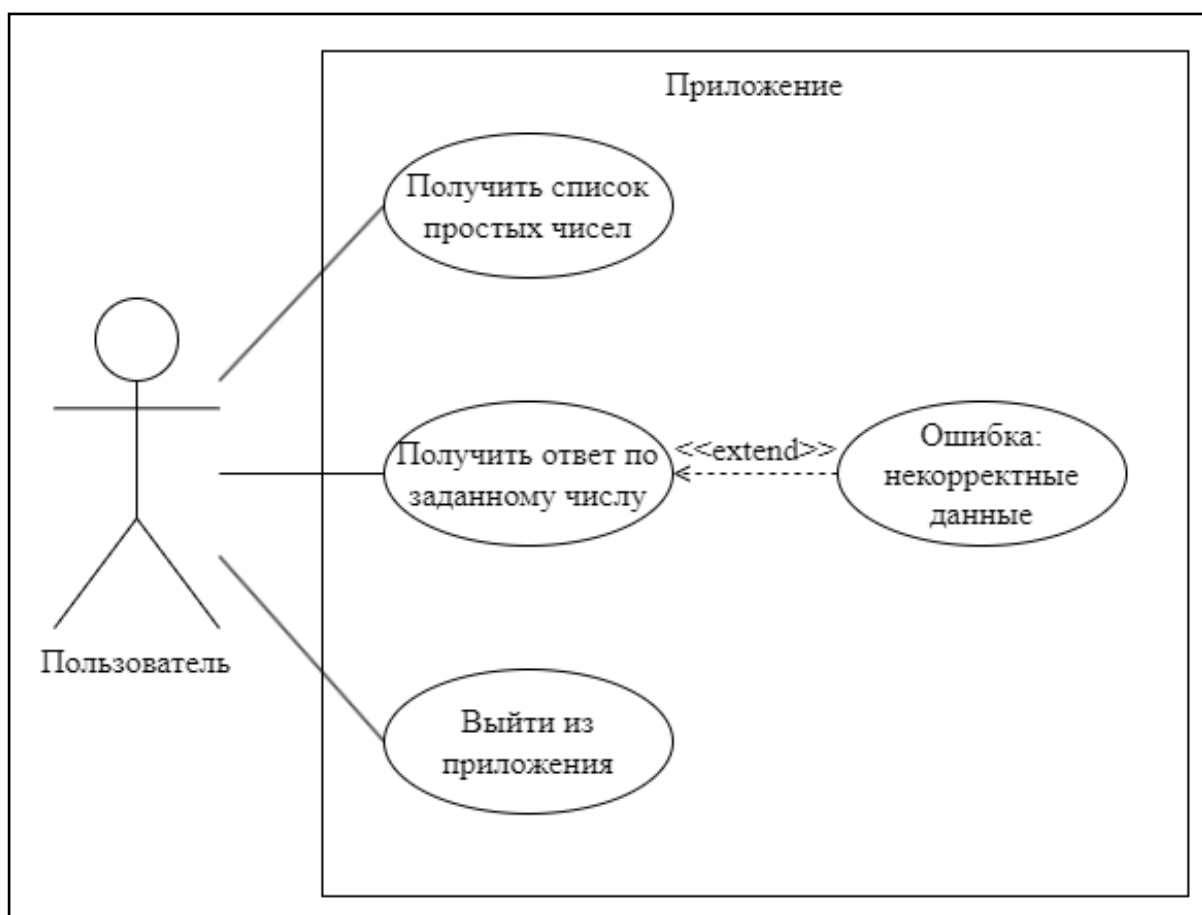 Приложение
Получить список
простых чисел
Получить ответ по
заданному числу
<<extend>>
Ошибка:
некорректные
данные
Пользователь
Выйти из
приложения